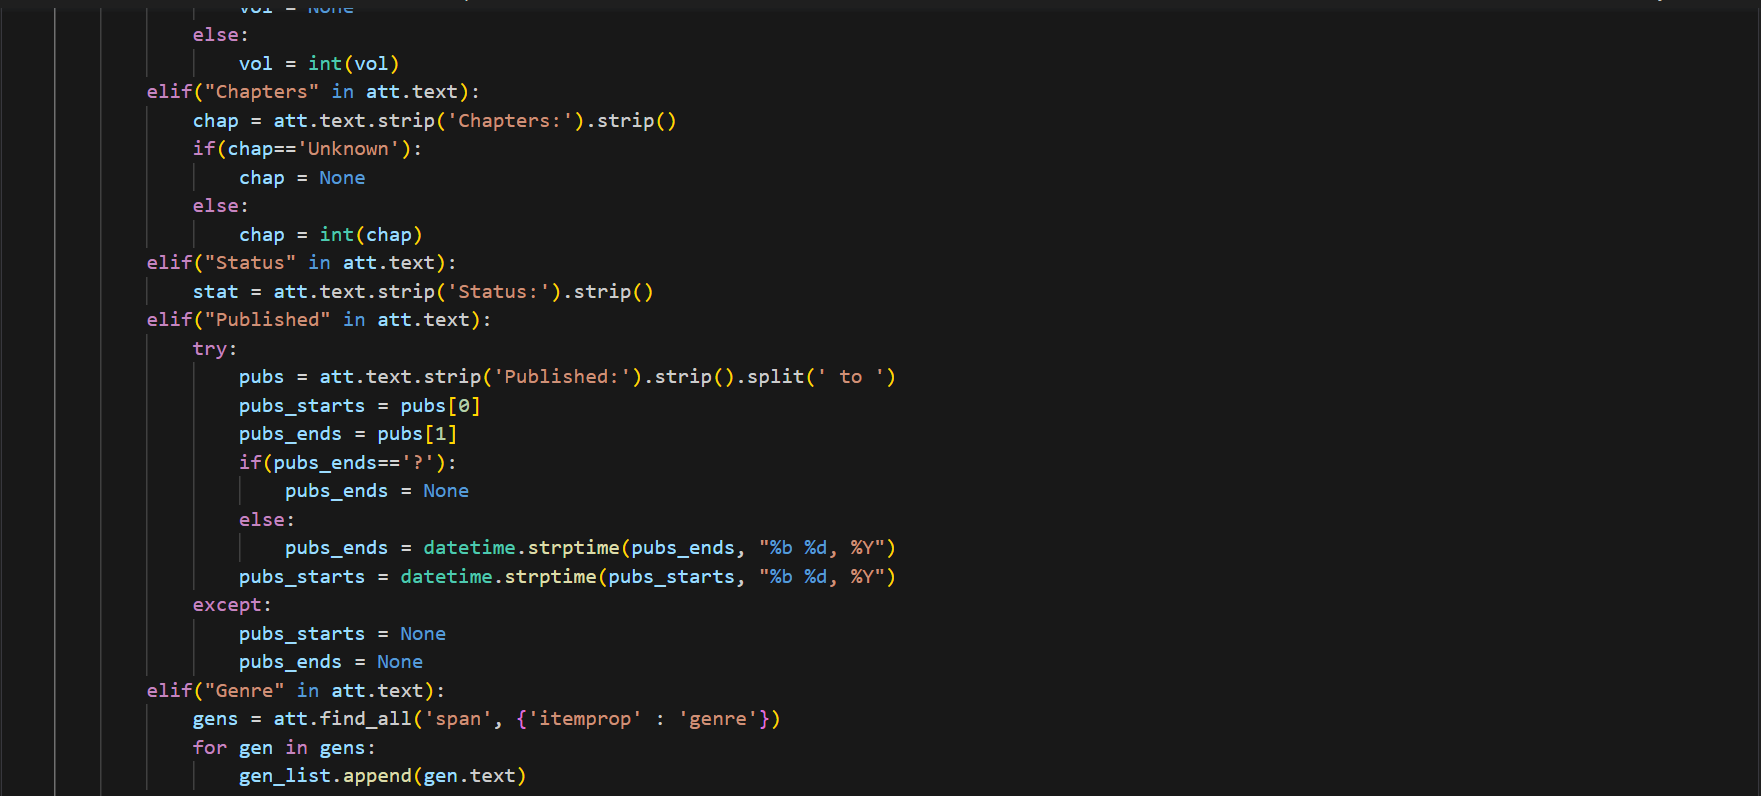 vol = None
else:
vol = int(vol)
elif("Chapters" in att.text):
chap = att.text.strip('Chapters:').strip()
if(chap=='Unknown'):
chap = None
else:
chap = int(chap)
elif("Status" in att.text):
stat = att.text.strip('Status:').strip()
elif("Published" in att.text):
try:
pubs = att.text.strip('Published:').strip().split(' to ')
pubs_starts = pubs[0]
pubs_ends = pubs[1]
if(pubs_ends=='?'):
pubs_ends = None
else:
pubs_ends = datetime.strptime(pubs_ends, "%b %d, %Y")
pubs_starts = datetime.strptime(pubs_starts, "%b %d, %Y")
except:
pubs_starts = None
pubs_ends = None
elif("Genre" in att.text):
gens = att.find_all('span', {'itemprop' : 'genre'})
for gen in gens:
gen_list.append(gen.text)